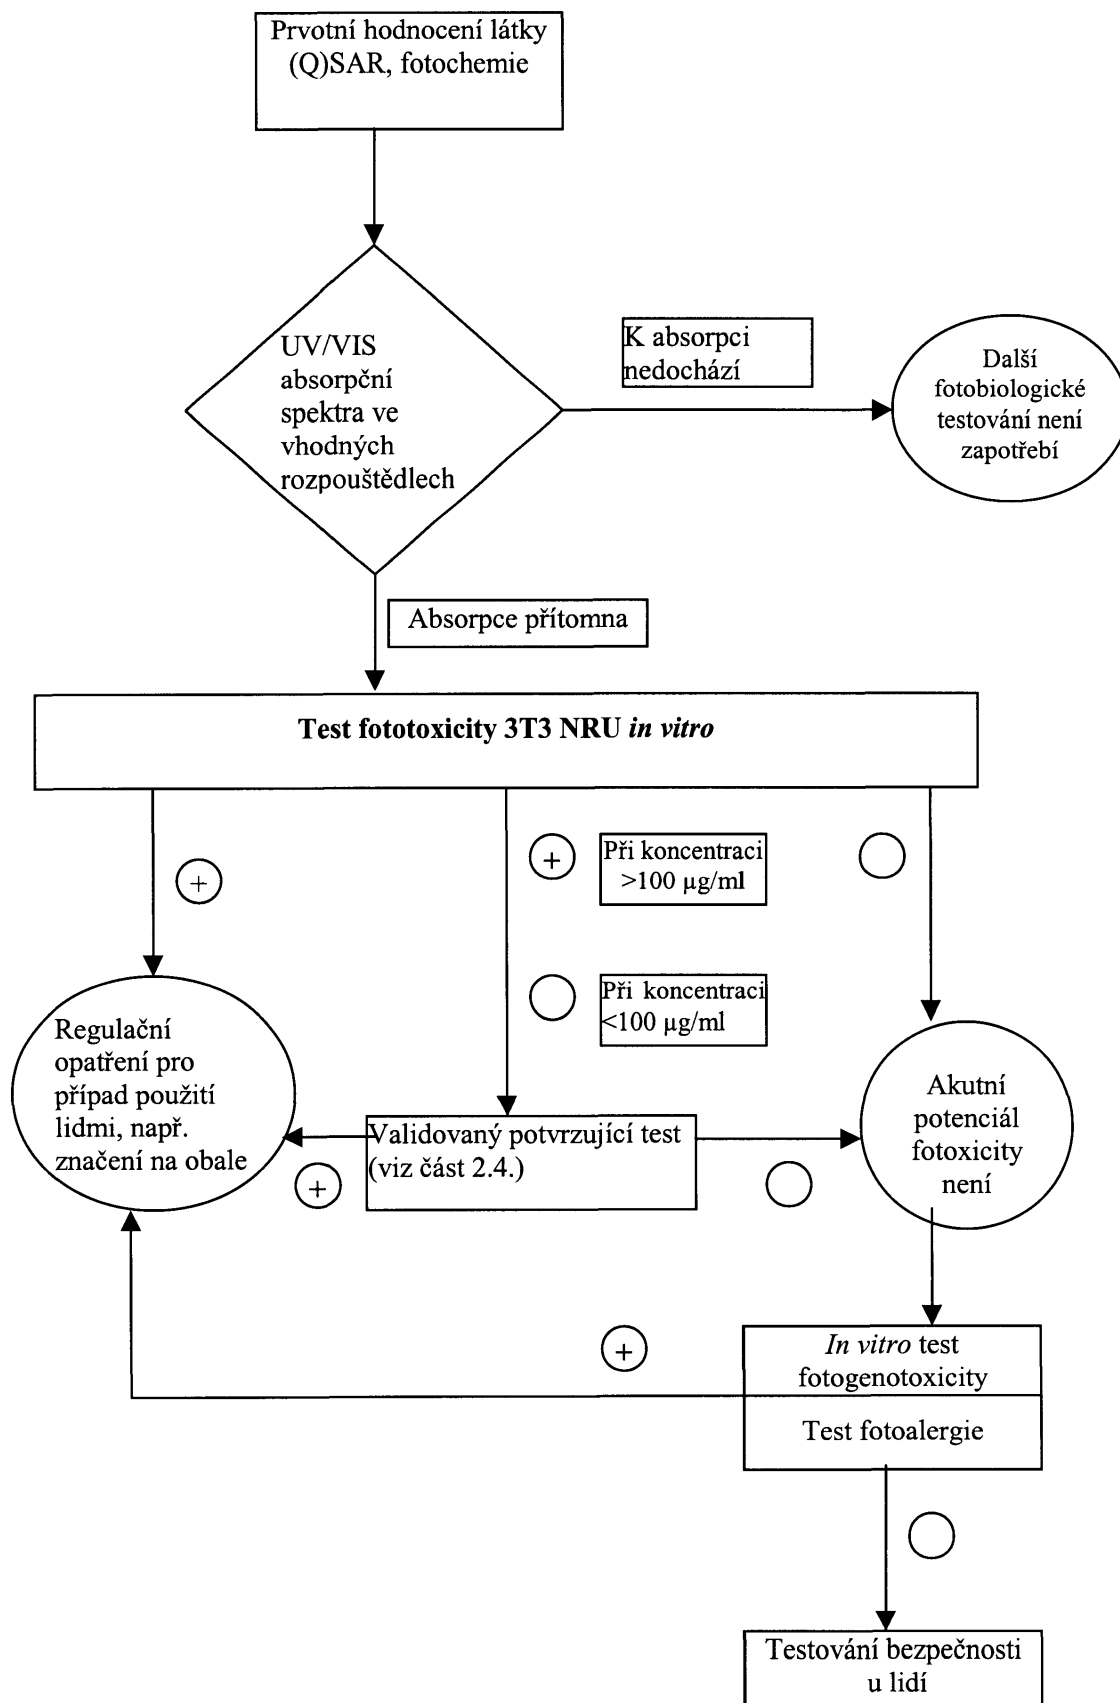 Prvotní hodnocení látky
(Q)SAR, fotochemie
UV/VIS
absorpční
spektra ve
vhodných
rozpouštědlech
K absorpci
nedochází
Další
fotobiologické
testování není
zapotřebí
Absorpce přítomna
Test fototoxicity 3T3 NRU in vitro
+
+
Při koncentraci
>100 µg/ml
Při koncentraci
<100 µg/ml
Regulační
opatření pro
případ použití
lidmi, např.
značení na obale
Validovaný potvrzující test
(viz část 2.4.)
+
Akutní
potenciál
fotoxicity
není
+
In vitro test
fotogenotoxicity
Test fotoalergie
Testování bezpečnosti
u lidí